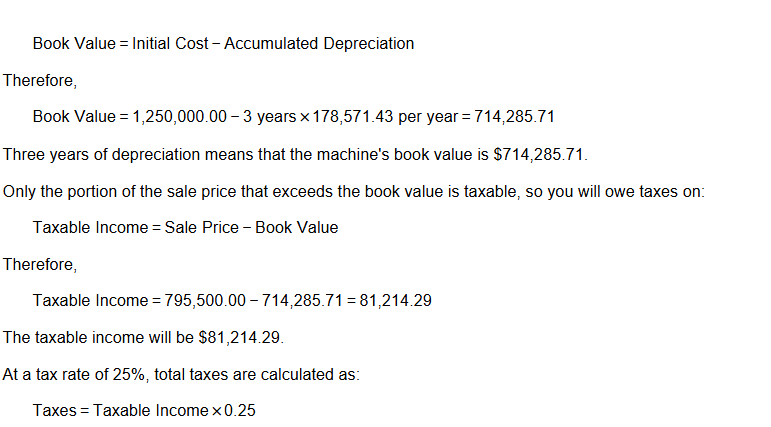 Book Value = Initial Cost − Accumulated Depreciation
Therefore,
Book Value = 1,250,000.00 − 3 years × 178,571.43 per year = 714,285.71
Three years of depreciation means that the machine's book value is $714,285.71.
Only the portion of the sale price that exceeds the book value is taxable, so you will owe taxes on:
Taxable Income = Sale Price − Book Value
Therefore,
Taxable Income = 795,500.00 − 714,285.71 = 81,214.29
The taxable income will be $81,214.29.
At a tax rate of 25%, total taxes are calculated as:
Taxes = Taxable Income × 0.25